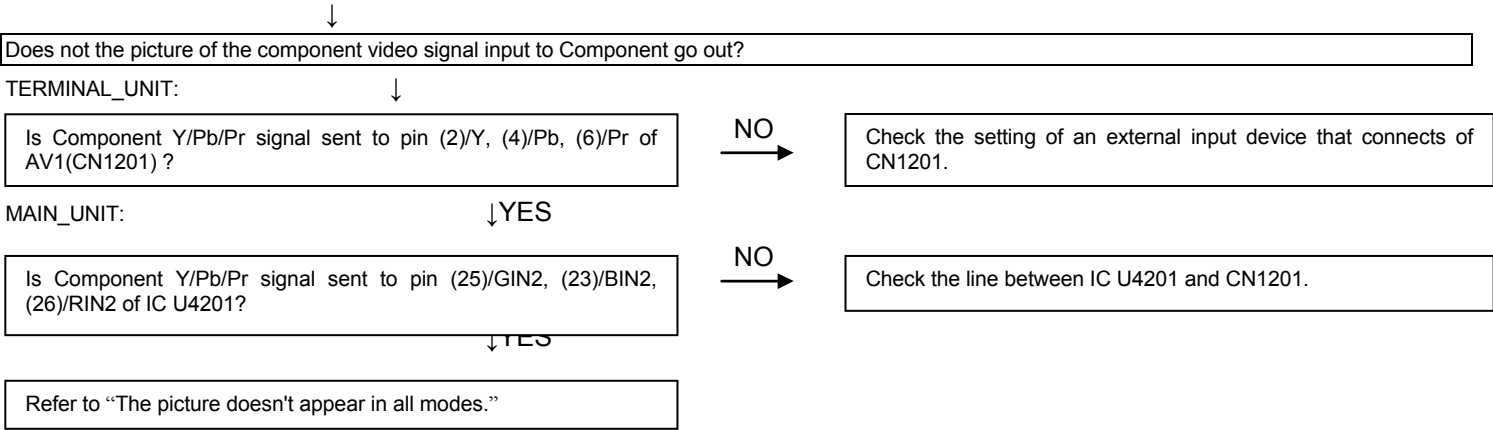 ↓
Does not the picture of the component video signal input to Component go out?
TERMINAL_UNIT: ↓
Is Component Y/Pb/Pr signal sent to pin (2)/Y, (4)/Pb, (6)/Pr of
AV1(CN1201) ?
NO
Check the setting of an external input device that connects of
CN1201.
MAIN_UNIT: ↓YES
Is Component Y/Pb/Pr signal sent to pin (25)/GIN2, (23)/BIN2,
(26)/RIN2 of IC U4201?
NO
Check the line between IC U4201 and CN1201.
↓YES
Refer to “The picture doesn't appear in all modes.”